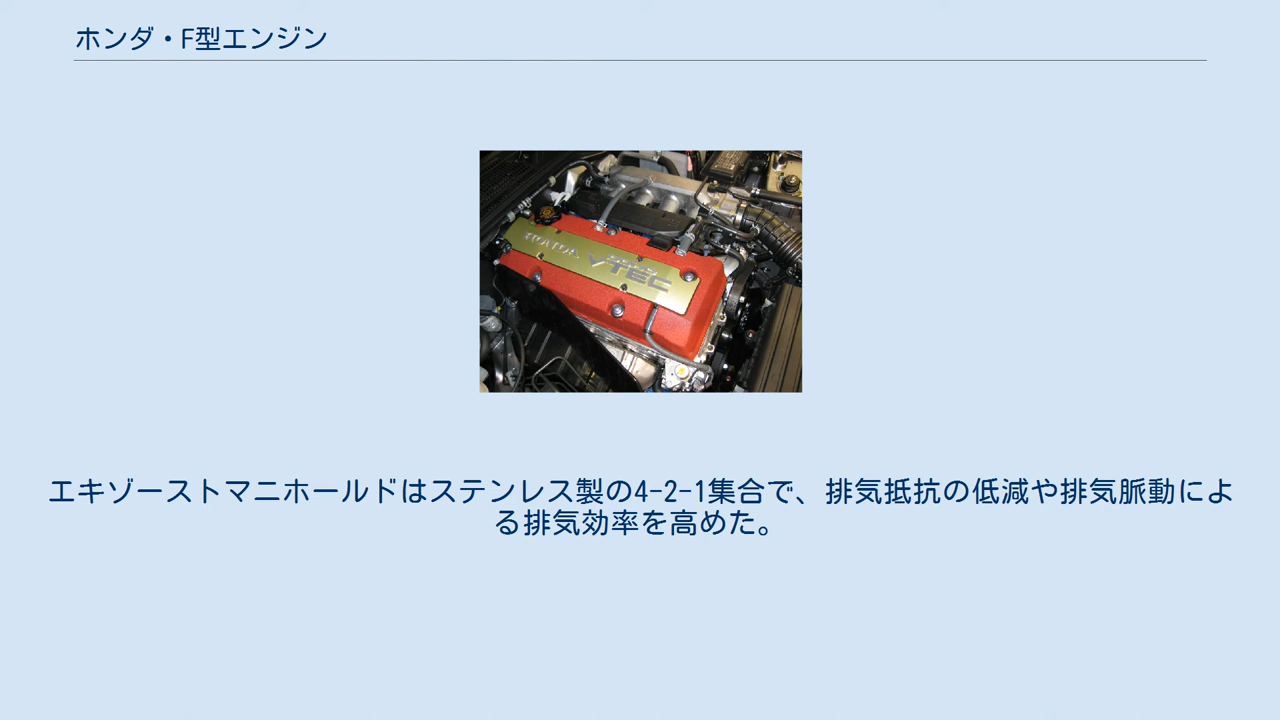 ホンダ・F型エンジン
HONDA
VTEC
エキゾーストマニホールドはステンレス製の4-2-1集合で、排気抵抗の低減や排気脈動によ
る排気効率を高めた。